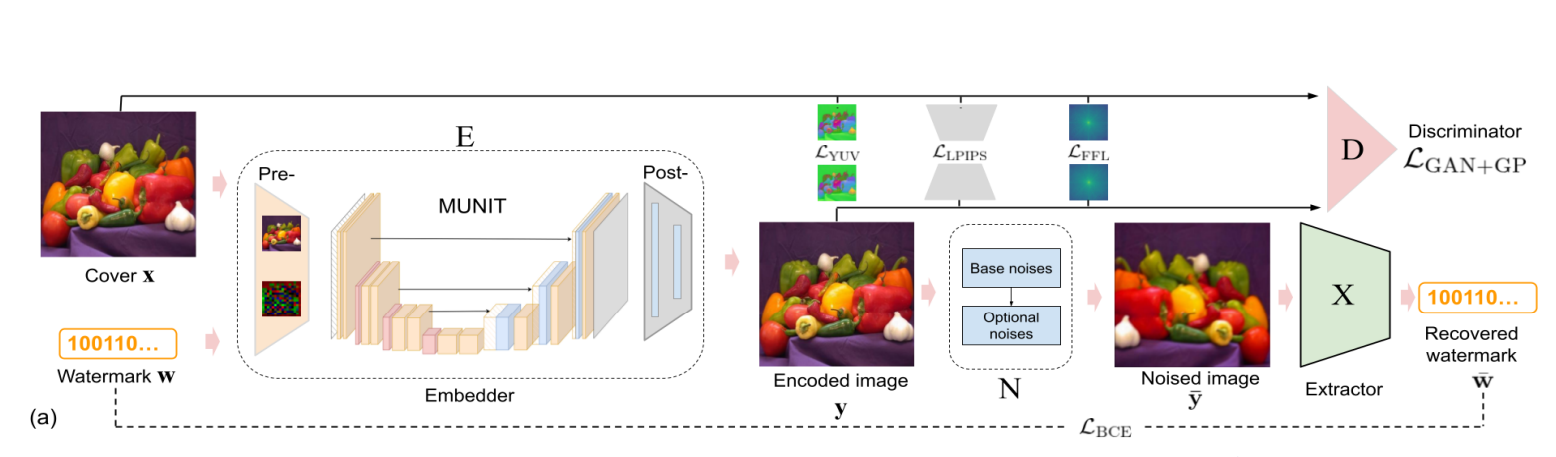 E
Pre-
MUNIT
Post-
Cover x
100110...
Watermark w
Embedder
(a)
ℒYUV
ℒLPIPS
ℒFFL
D
Discriminator
ℒGAN+GP
Encoded image
y
Base noises
Optional
noises
N
Noised image
ȳ
X
Extractor
100110...
Recovered
watermark
w̄
ℒBCE